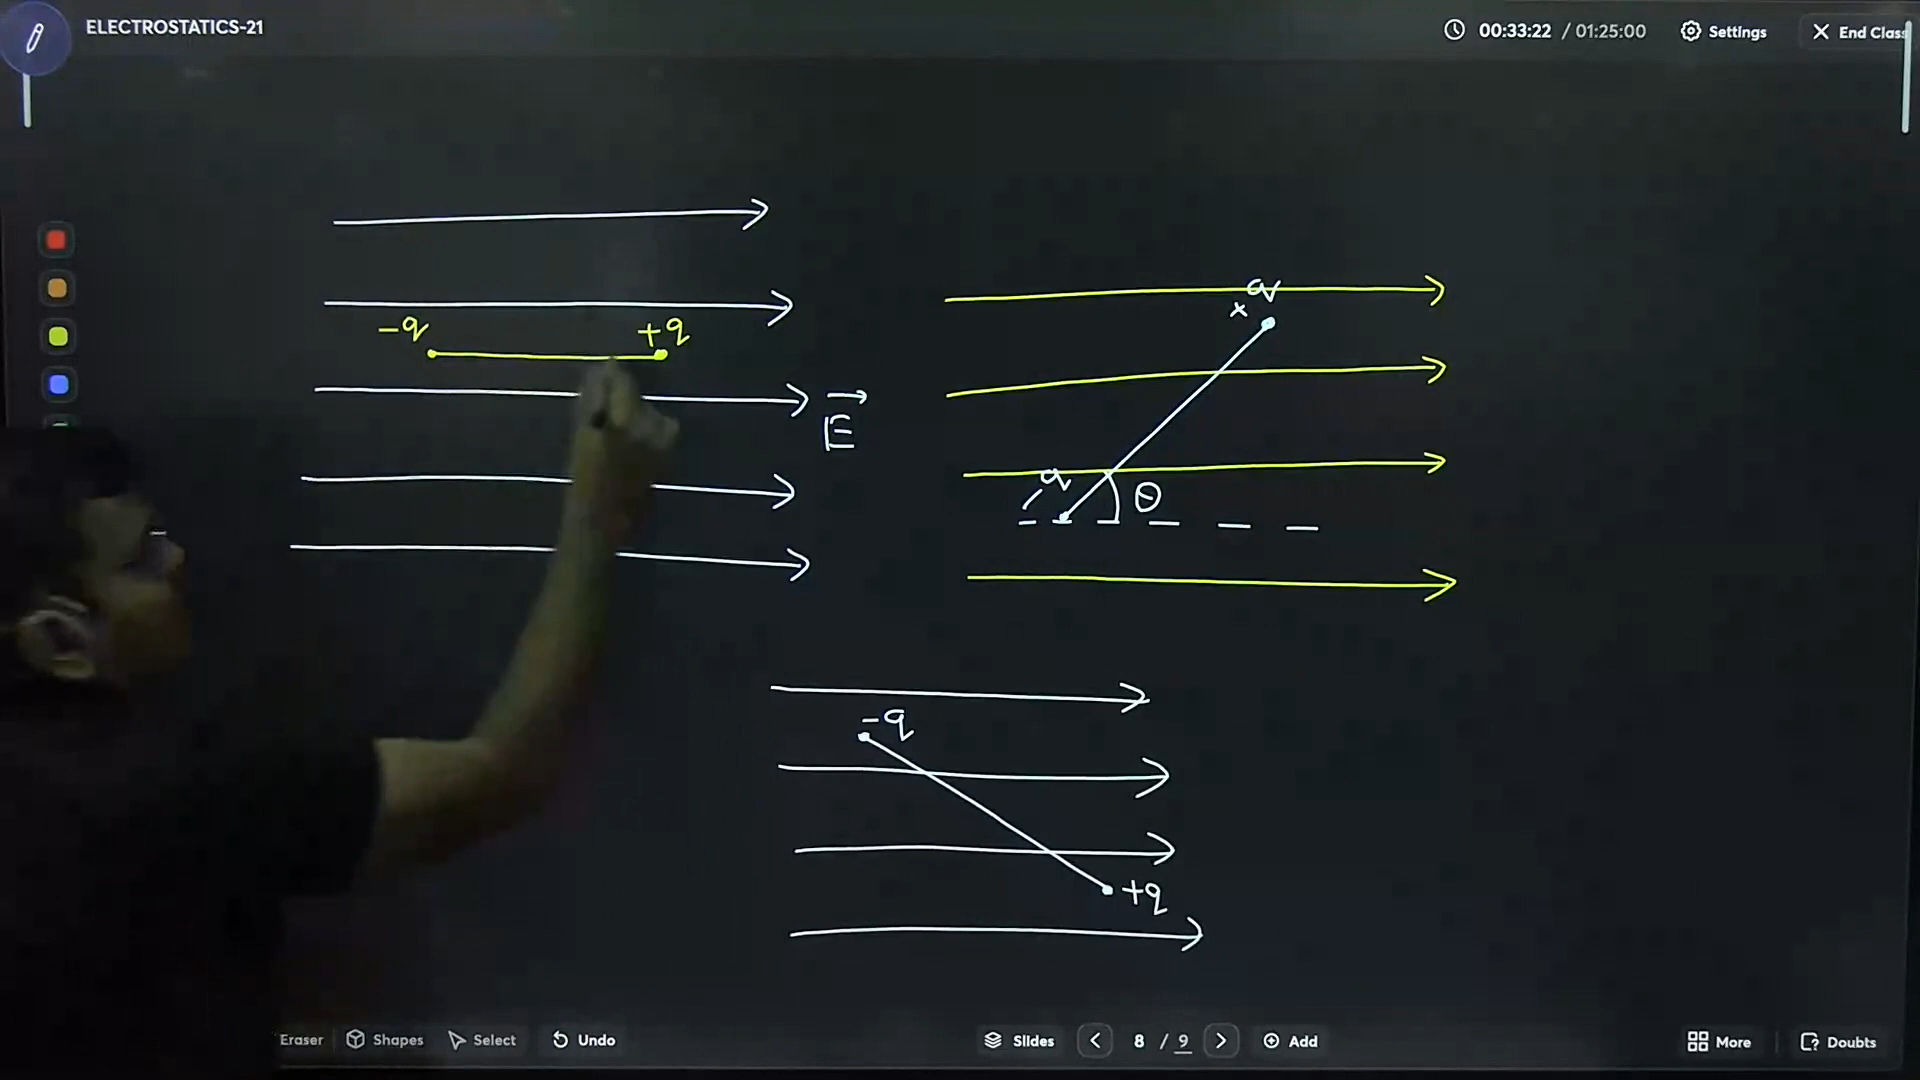 ELECTROSTATICS-21
00:33:22 / 01:25:00
Settings
End Class
-q
+q
E
+q
-q
θ
-q
+q
Eraser
Shapes
Select
Undo
Slides
8 / 9
Add
More
Doubts